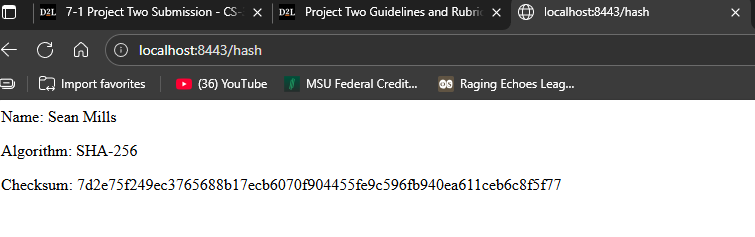 7-1 Project Two Submission - CS-
Project Two Guidelines and Rubric
localhost:8443/hash
localhost:8443/hash
Import favorites
(36) YouTube
MSU Federal Credit...
Raging Echoes Leag...
Name: Sean Mills
Algorithm: SHA-256
Checksum: 7d2e75f249ec3765688b17ecb6070f904455fe9c596fb940ea611ceb6c8f5f77